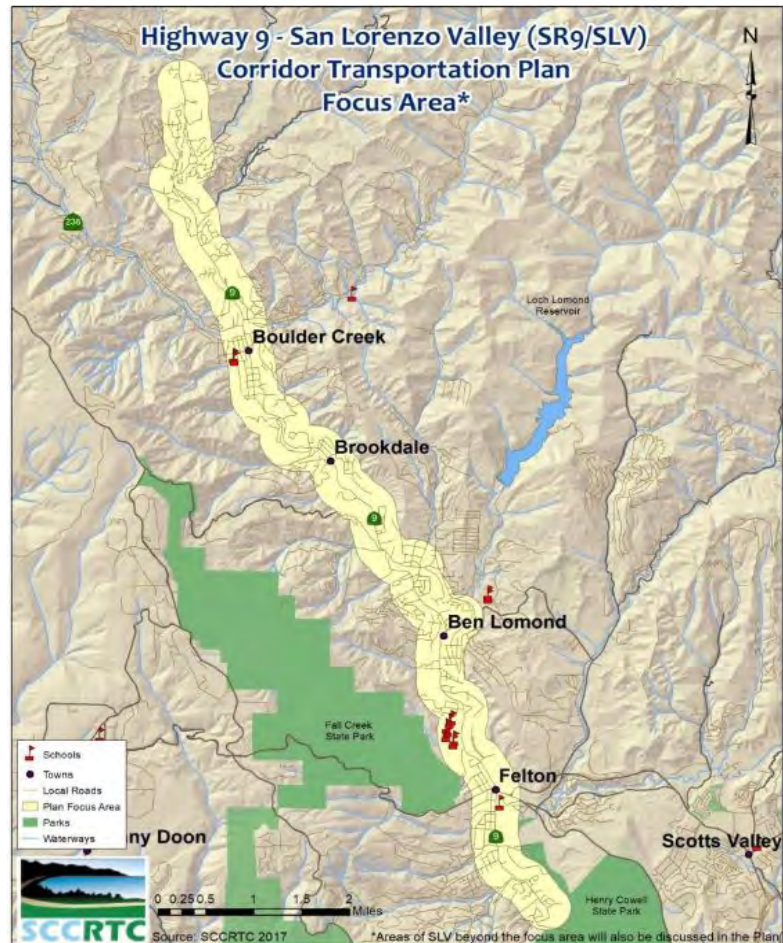 Highway 9 - San Lorenzo Valley (SR9/SLV)
Corridor Transportation Plan
Focus Area*
N
236
9
Loch Lomond
Reservoir
Boulder Creek
Brookdale
9
Ben Lomond
Fall Creek
State Park
Felton
9
Scotts Valley
Henry Cowell
State Park
Schools
Towns
Local Roads
Plan Focus Area
Parks
Waterways
ny Doon
SCCRTC
0 0.25 0.5 1 1.5 2
Miles
Source: SCCRTC 2017
*Areas of SLV beyond the focus area will also be discussed in the Plan